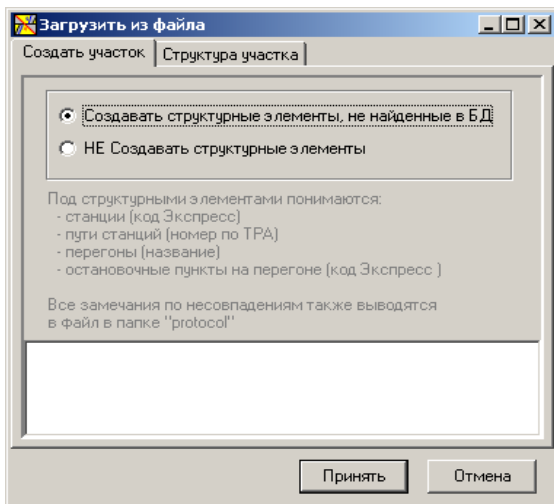 Загрузить из файла
Создать участок Структура участка
Создавать структурные элементы, не найденные в БД
НЕ Создавать структурные элементы
Под структурными элементами понимаются:
- станции (код Экспресс)
- пути станций (номер по ТРА)
- перегоны (название)
- остановочные пункты на перегоне (код Экспресс )
Все замечания по несовпадениям также выводятся
в файл в папке "protocol"
Принять Отмена